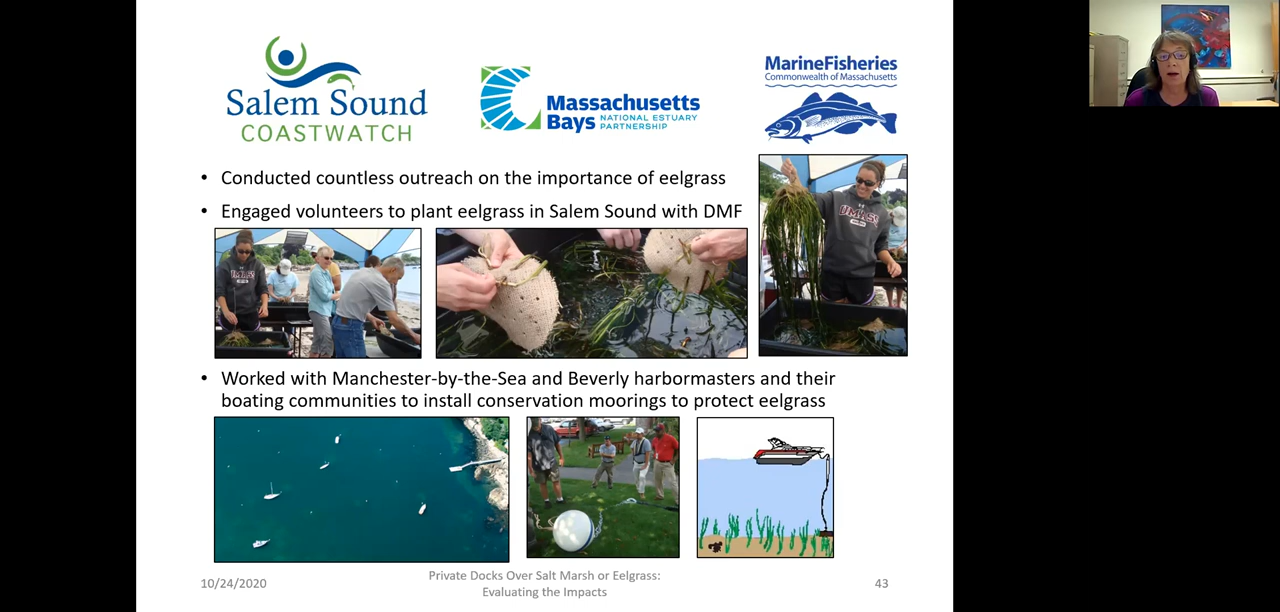 Salem Sound
COASTWATCH
Massachusetts
Bays NATIONAL ESTUARY
PARTNERSHIP
MarineFisheries
Commonwealth of Massachusetts
• Conducted countless outreach on the importance of eelgrass
• Engaged volunteers to plant eelgrass in Salem Sound with DMF
UMASS
UMASS
• Worked with Manchester-by-the-Sea and Beverly harbormasters and their
boating communities to install conservation moorings to protect eelgrass
10/24/2020
Private Docks Over Salt Marsh or Eelgrass:
Evaluating the Impacts
43